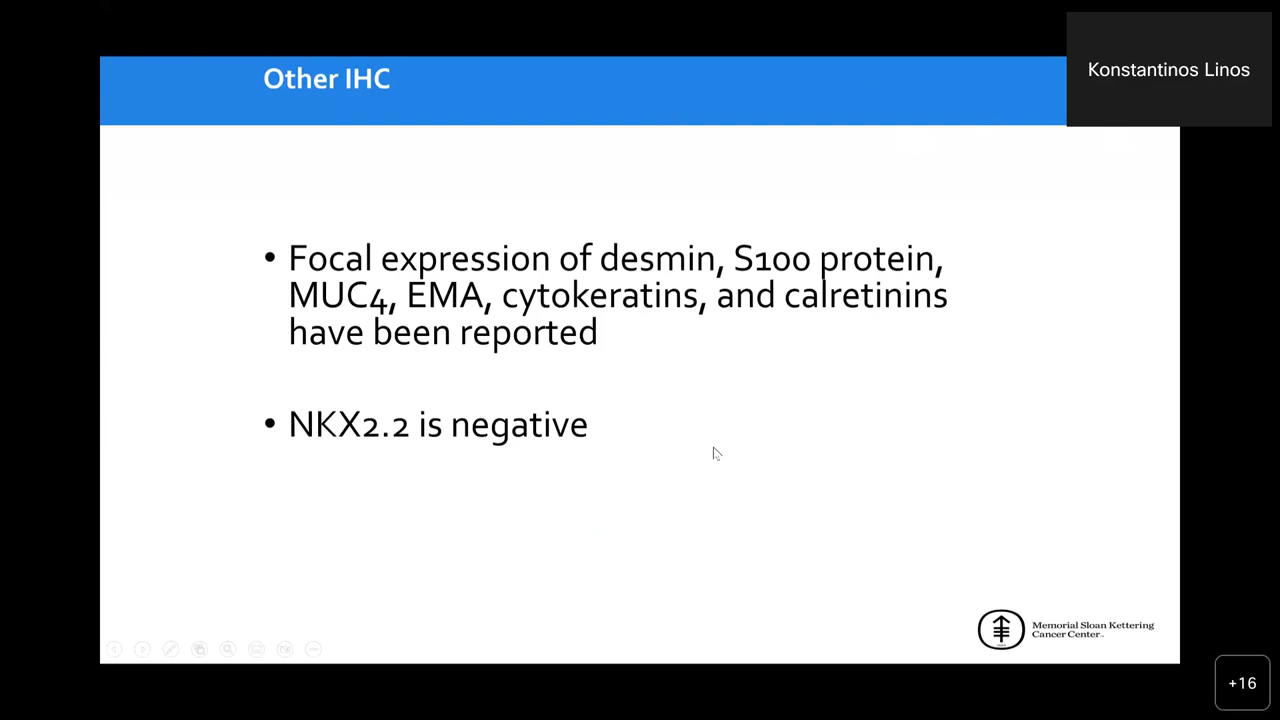 Other IHC
Konstantinos Linos
• Focal expression of desmin, S100 protein,
MUC4, EMA, cytokeratins, and calretinins
have been reported
• NKX2.2 is negative
Memorial Sloan Kettering
Cancer Center
+16